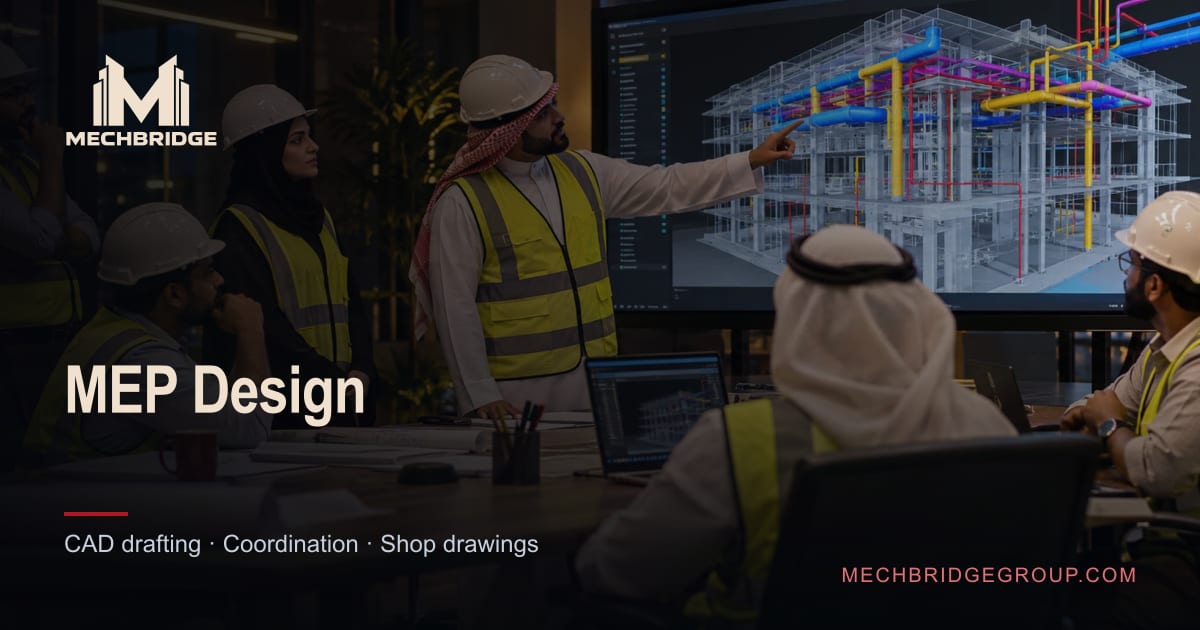 MECHBRIDGE
MEP Design
CAD drafting · Coordination · Shop drawings
MECHBRIDGEGROUP.COM